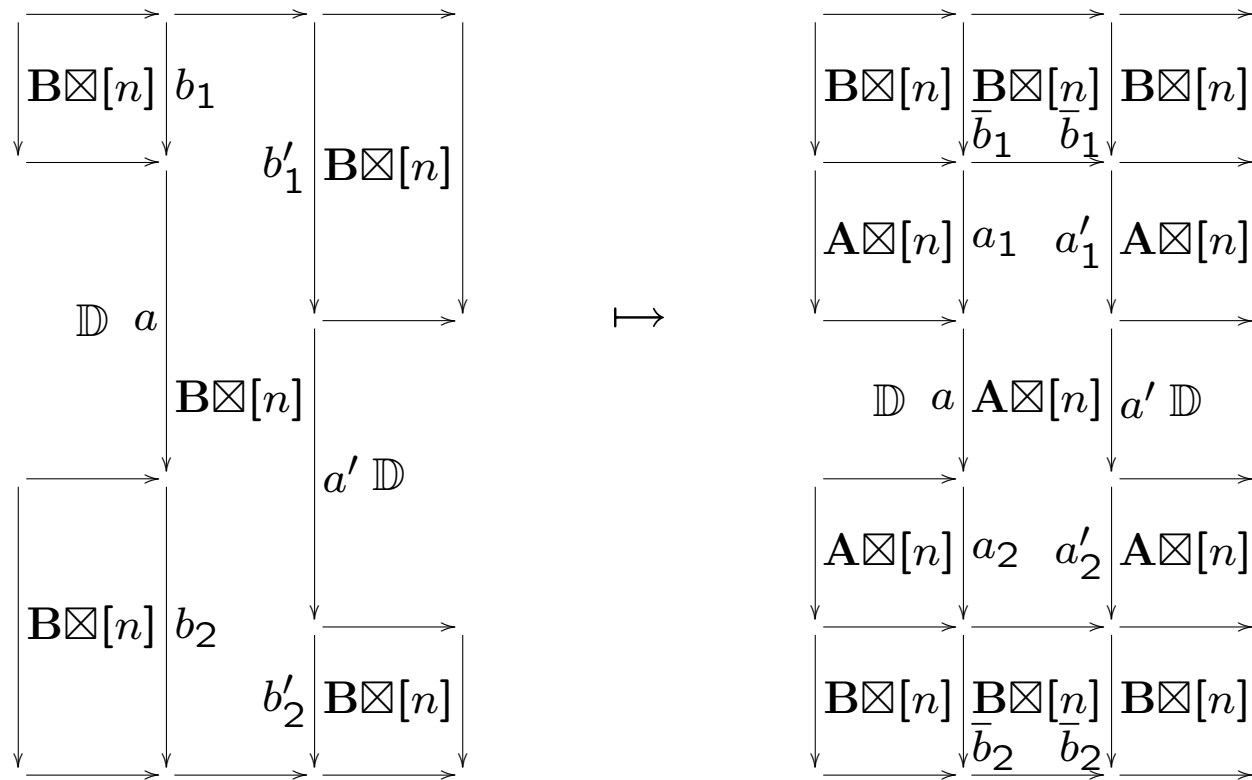 B⊠[n] b₁ B⊠[n] B⊠[n] B⊠[n]
b̅₁ b̅₁
b′₁ B⊠[n]
A⊠[n] a₁ a′₁ A⊠[n]
𝔻 a ↦
B⊠[n] 𝔻 a A⊠[n] a′ 𝔻
a′ 𝔻
A⊠[n] a₂ a′₂ A⊠[n]
B⊠[n] b₂
b′₂ B⊠[n] B⊠[n] B⊠[n] B⊠[n]
b̅₂ b̅₂